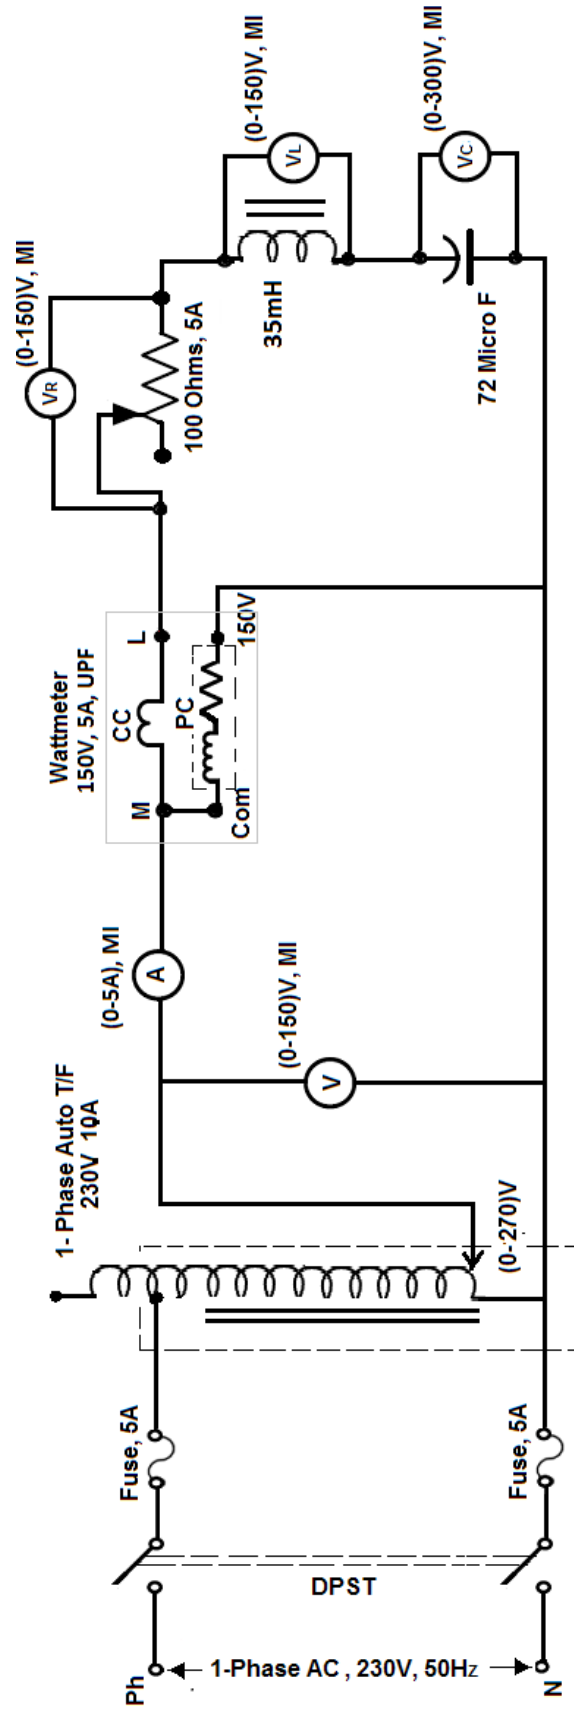 Ph
1-Phase AC , 230V, 50Hz
N
DPST
Fuse, 5A
Fuse, 5A
1- Phase Auto T/F
230V 10A
(0-270)V
(0-5A), MI
A
(0-150)V, MI
V
Wattmeter
150V, 5A, UPF
M
CC
L
PC
Com
150V
(0-150)V, MI
VR
100 Ohms, 5A
(0-150)V, MI
VL
35mH
(0-300)V, MI
VC
72 Micro F